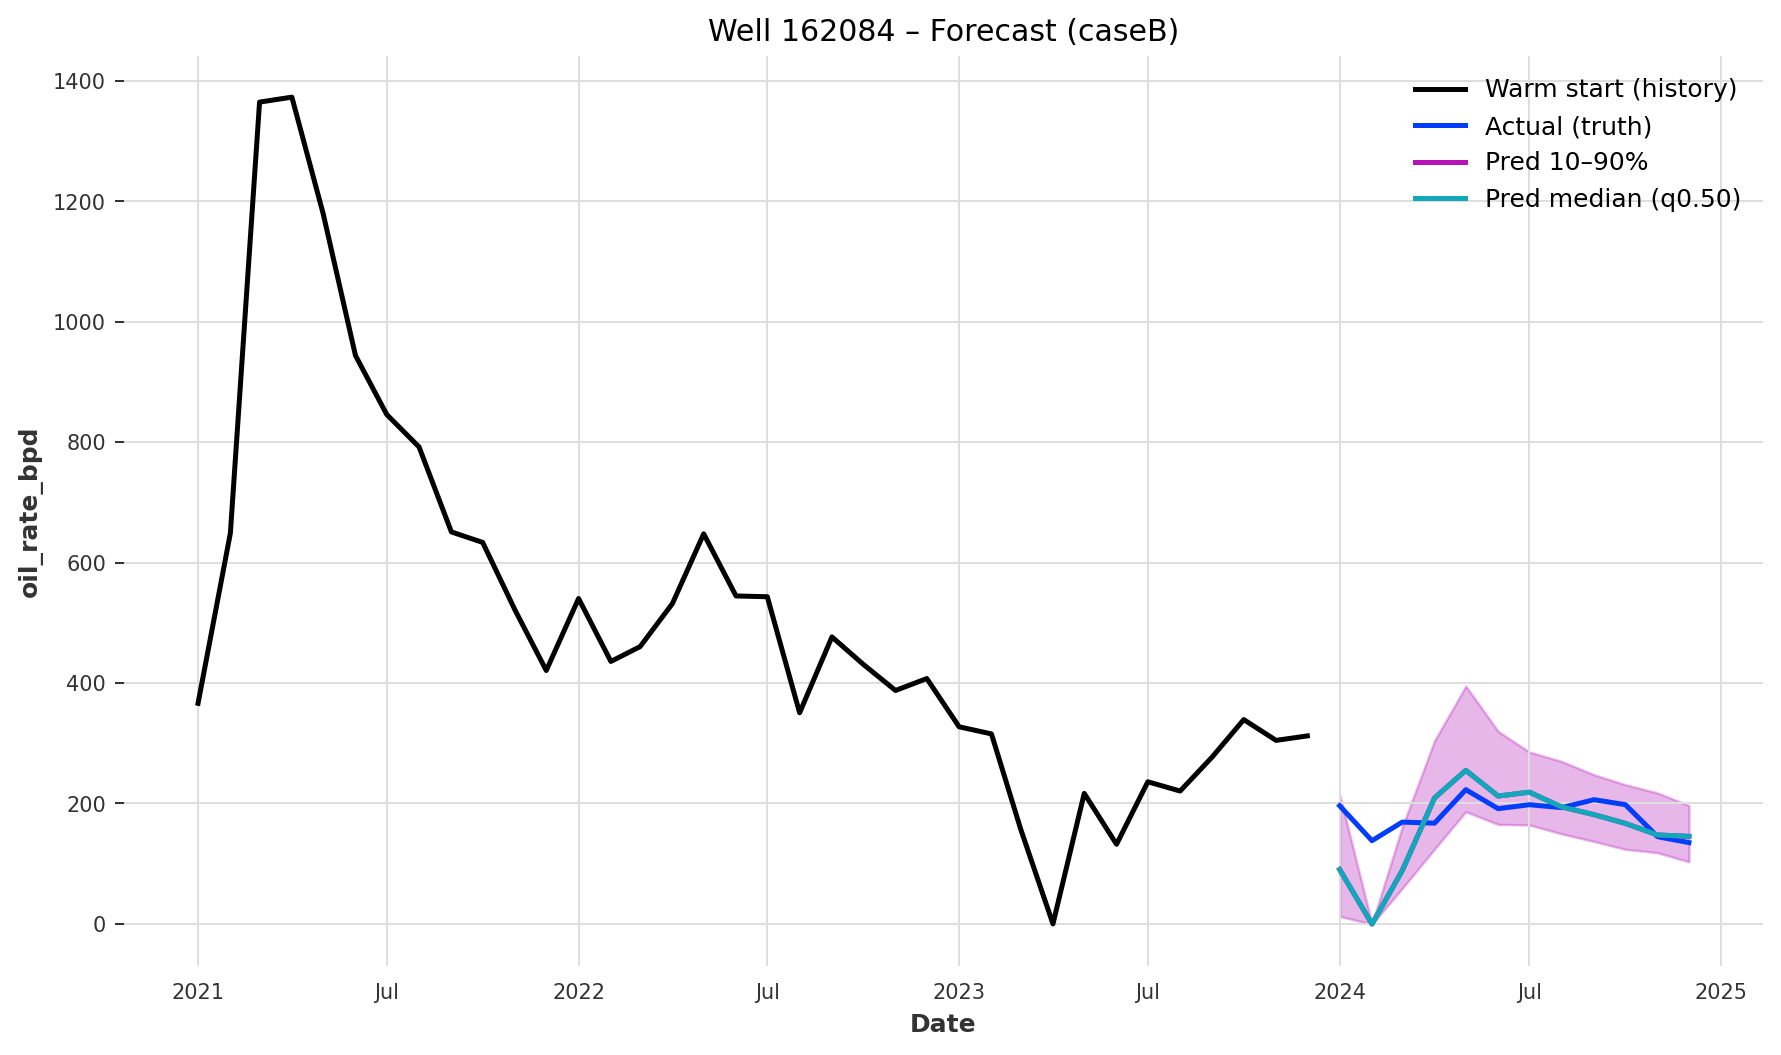 Well 162084 – Forecast (caseB)
Warm start (history)
Actual (truth)
Pred 10–90%
Pred median (q0.50)
oil_rate_bpd
1400
1200
1000
800
600
400
200
0
2021
Jul
2022
Jul
2023
Jul
2024
Jul
2025
Date